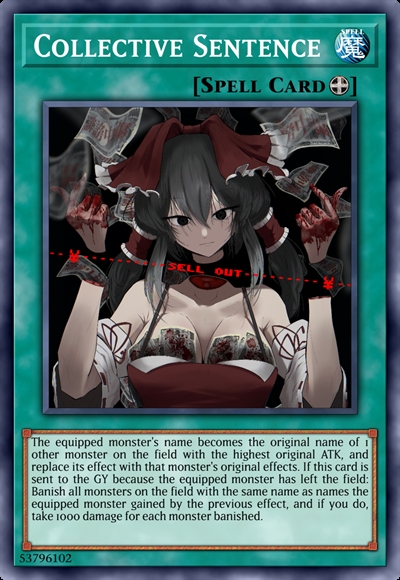 COLLECTIVE SENTENCE
SPELL
魔
[SPELL CARD]
¥ SELL OUT ¥
The equipped monster's name becomes the original name of 1
other monster on the field with the highest original ATK, and
replace its effect with that monster's original effects. If this card is
sent to the GY because the equipped monster has left the field:
Banish all monsters on the field with the same name as names the
equipped monster gained by the previous effect, and if you do,
take 1000 damage for each monster banished.
53796102